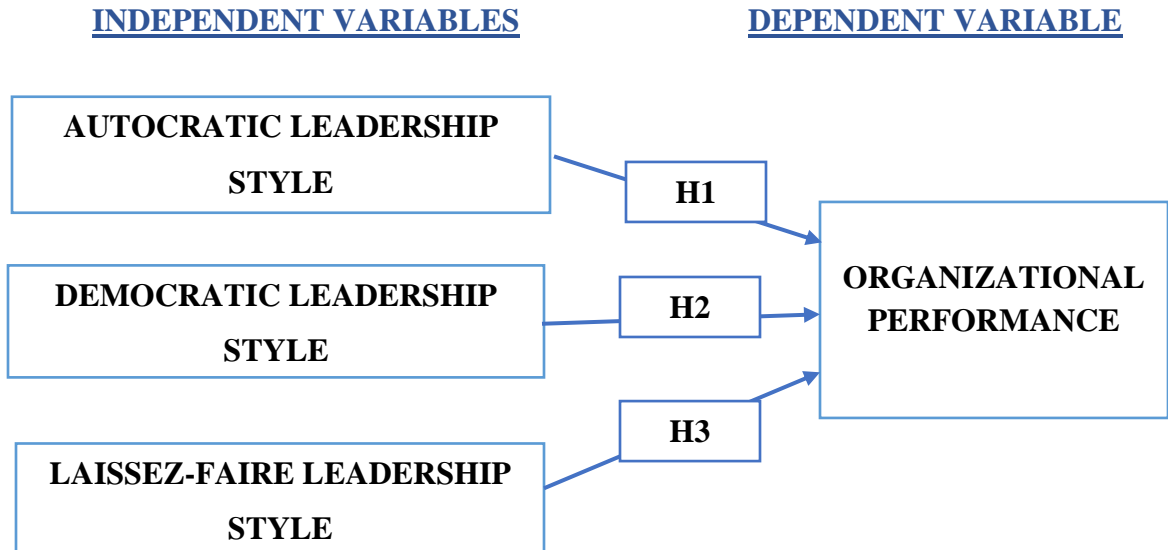 INDEPENDENT VARIABLES
DEPENDENT VARIABLE
AUTOCRATIC LEADERSHIP
STYLE
H1
DEMOCRATIC LEADERSHIP
STYLE
H2
ORGANIZATIONAL
PERFORMANCE
LAISSEZ-FAIRE LEADERSHIP
STYLE
H3